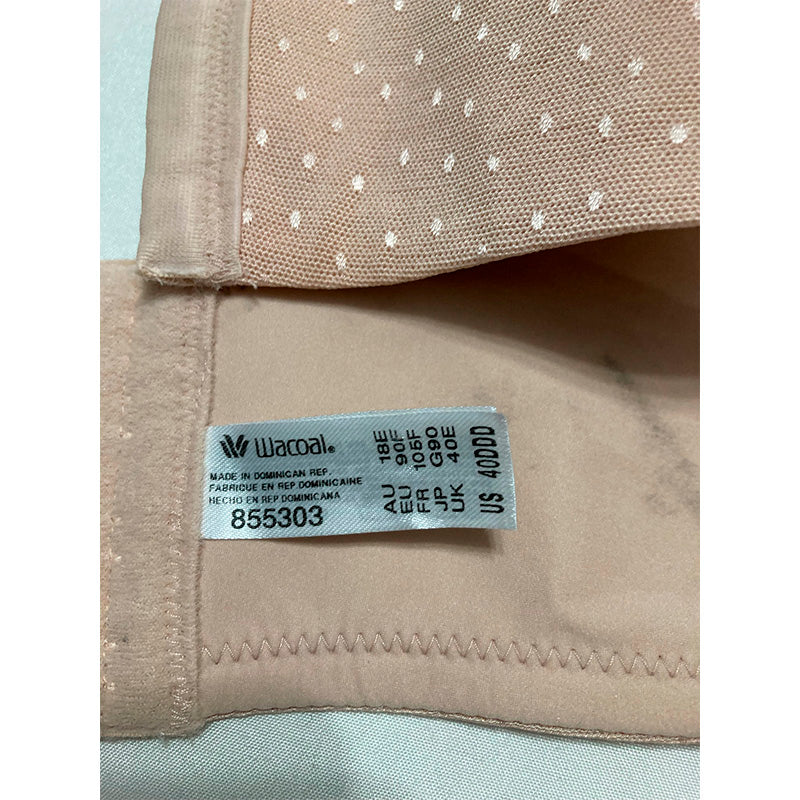 Wacoal®
MADE IN DOMINICAN REP.
FABRIQUE EN REP DOMINICAINE
HECHO EN REP DOMINICANA
855303
AU 18E
EU 90F
FR 105F
JP G90
UK 40E
US 40DDD